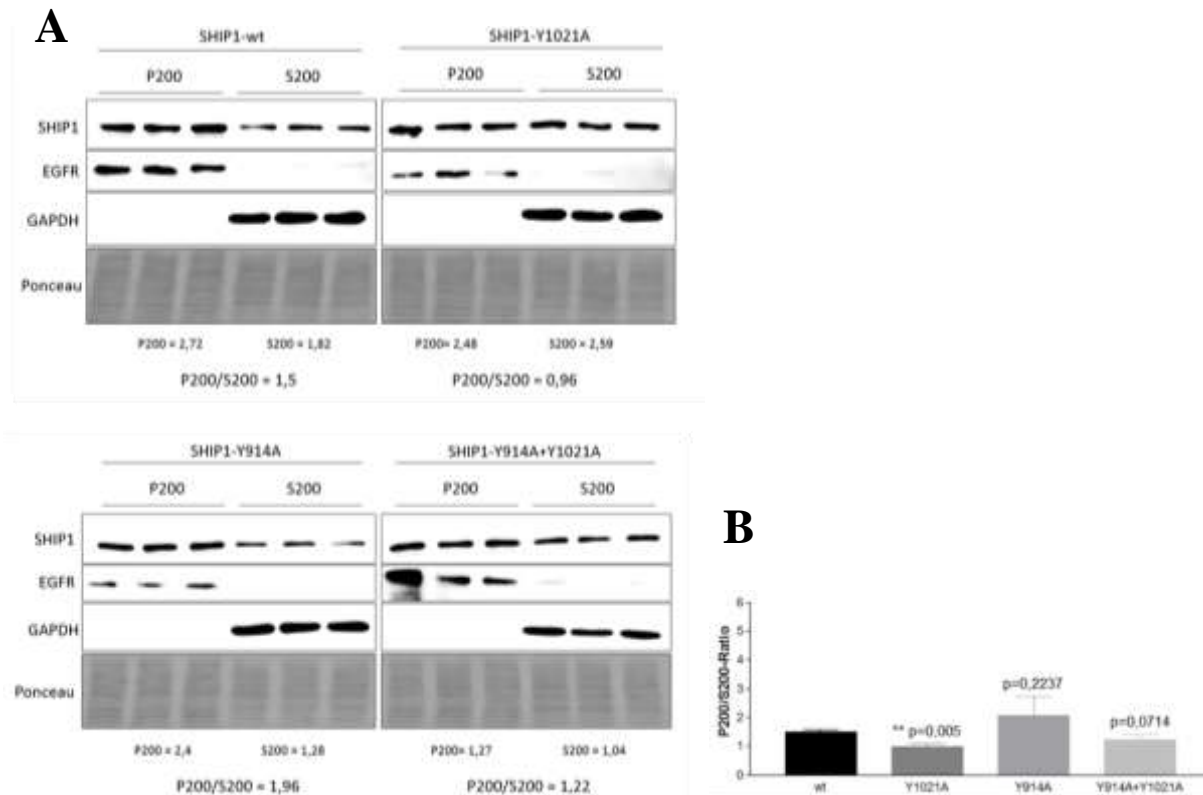 A
SHIP1-wt SHIP1-Y1021A
P200 S200 P200 S200
SHIP1
EGFR
GAPDH
Ponceau
P200 = 2,72 S200 = 1,82 P200= 2,48 S200 = 2,59
P200/S200 = 1,5 P200/S200 = 0,96
SHIP1-Y914A SHIP1-Y914A+Y1021A
P200 S200 P200 S200
SHIP1
EGFR
GAPDH
Ponceau
P200 = 2,4 S200 = 1,28 P200= 1,27 S200 = 1,04
P200/S200 = 1,96 P200/S200 = 1,22
B
P200/S200-Ratio
6
5
4
3
2
1
0
** p=0,005
p=0,2237
p=0,0714
wt Y1021A Y914A Y914A+Y1021A